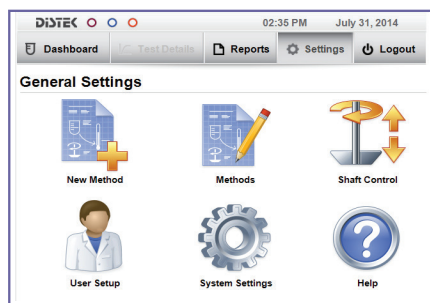 DiSTEK 02:35 PM July 31, 2014
Dashboard Test Details Reports Settings Logout
General Settings
New Method Methods Shaft Control
User Setup System Settings Help